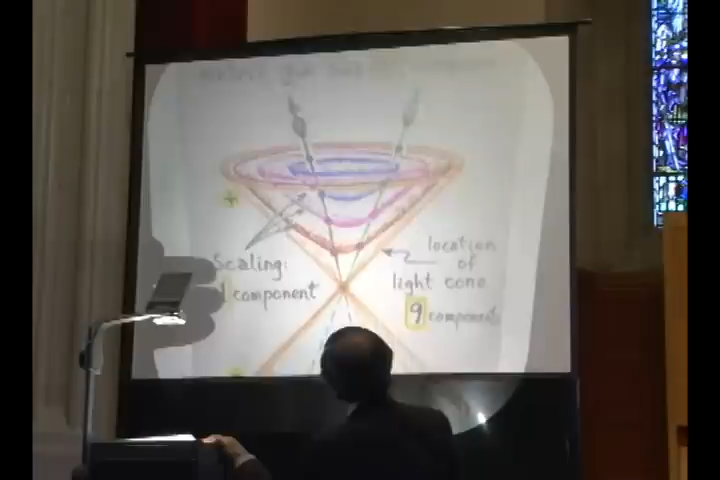 +
Scaling:
1 component
location
of
light cone
9 components